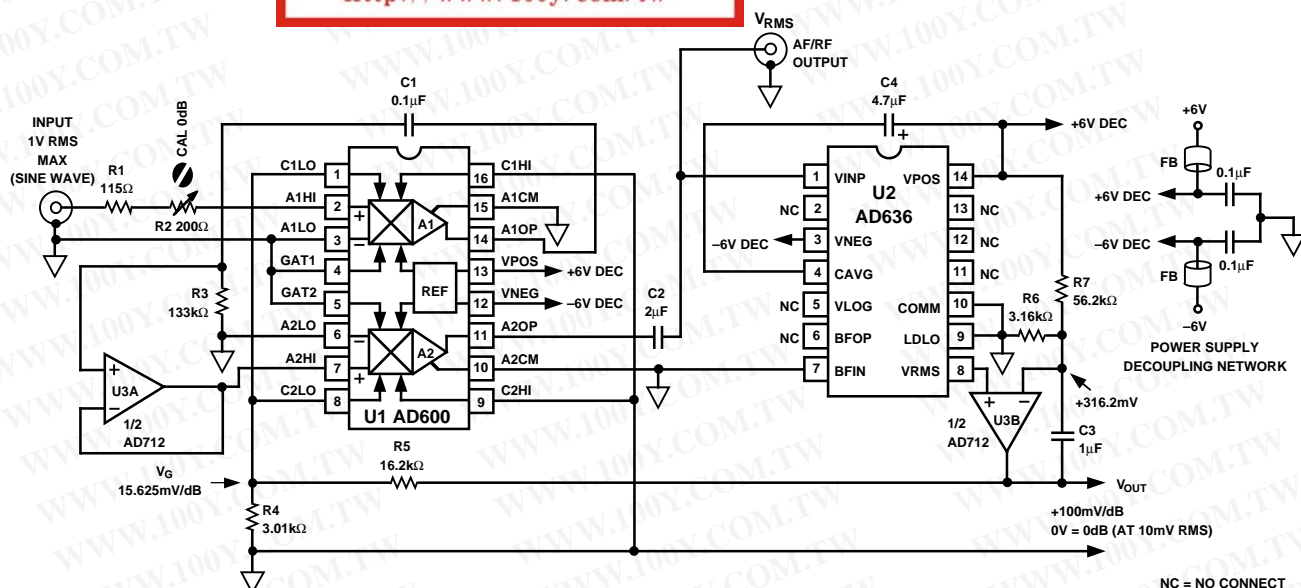 Http://www.100y.com.tw
WWW.100Y.COM.TW
VRMS
AF/RF
OUTPUT
C1
0.1μF
C4
4.7μF
+
+6V DEC
+6V
FB
0.1μF
+6V DEC
–6V DEC
0.1μF
FB
–6V
POWER SUPPLY
DECOUPLING NETWORK
INPUT
1V RMS
MAX
(SINE WAVE)
R1
115Ω
CAL 0dB
R2 200Ω
C1LO
A1HI
A1LO
GAT1
GAT2
A2LO
A2HI
C2LO
1
2
3
4
5
6
7
8
+
–
A1
REF
–
+
A2
U1 AD600
16
15
14
13
12
11
10
9
C1HI
A1CM
A1OP
VPOS
VNEG
A2OP
A2CM
C2HI
+6V DEC
–6V DEC
C2
2μF
R3
133kΩ
+
–
U3A
1/2
AD712
VG
15.625mV/dB
R5
16.2kΩ
R4
3.01kΩ
NC
–6V DEC
NC
NC
1 VINP
2
3 VNEG
4 CAVG
5 VLOG
6 BFOP
7 BFIN
U2
AD636
VPOS 14
13 NC
12 NC
11 NC
COMM 10
LDLO 9
VRMS 8
R6
3.16kΩ
R7
56.2kΩ
+316.2mV
+
–
U3B
1/2
AD712
C3
1μF
VOUT
+100mV/dB
0V = 0dB (AT 10mV RMS)
NC = NO CONNECT